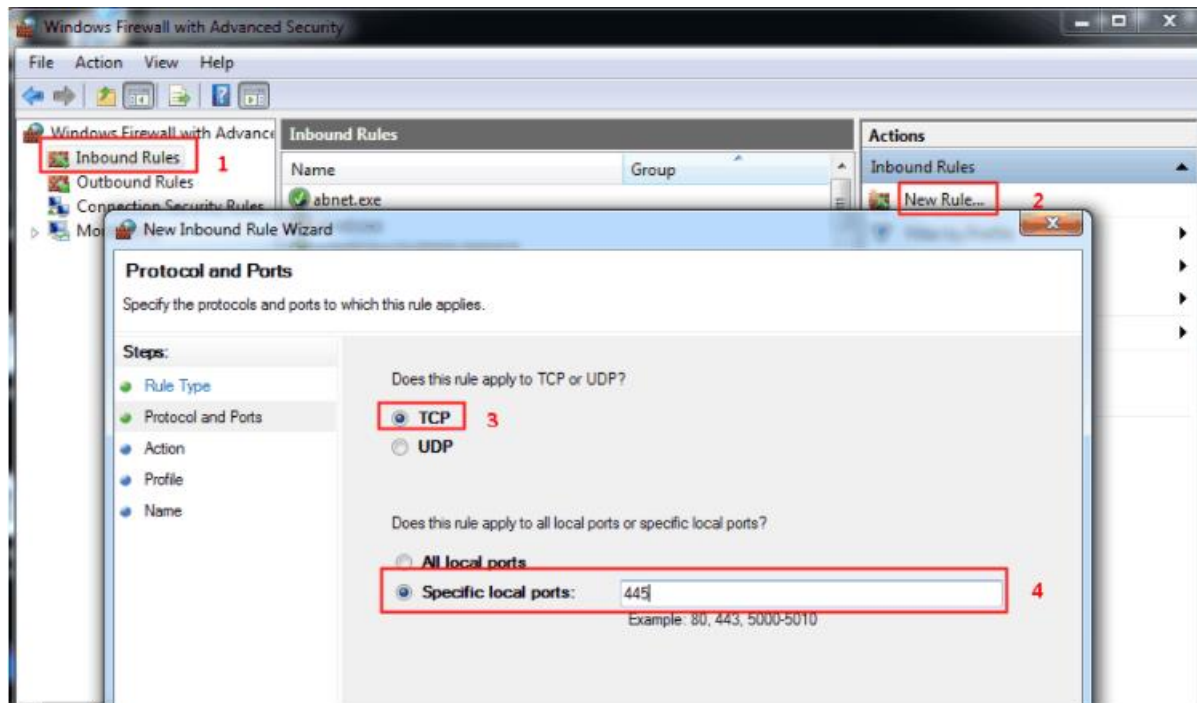 Windows Firewall with Advanced Security
File Action View Help
Windows Firewall with Advance
Inbound Rules
1
Outbound Rules
Connection Security Rules
Mo
Inbound Rules
Name Group
abnet.exe
Actions
Inbound Rules
New Rule...
2
New Inbound Rule Wizard
Protocol and Ports
Specify the protocols and ports to which this rule applies.
Steps:
Rule Type
Protocol and Ports
Action
Profile
Name
Does this rule apply to TCP or UDP?
TCP
3
UDP
Does this rule apply to all local ports or specific local ports?
All local ports
Specific local ports: 445
4
Example: 80, 443, 5000-5010